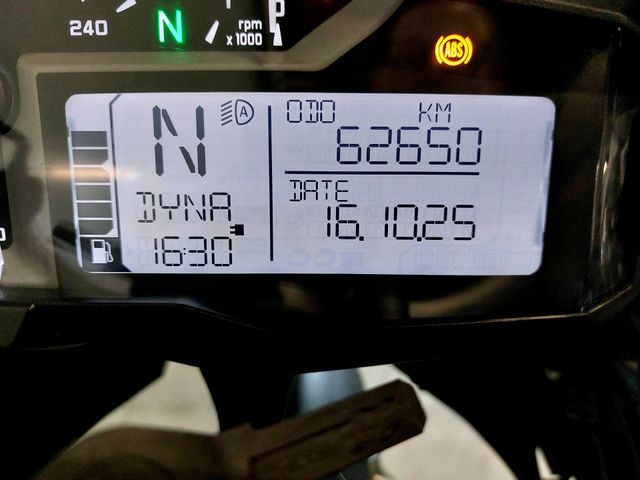 240
N
rpm
x1000
ABS
N
A
ODO KM
62650
DATE
16.10.25
DYNA
16:30